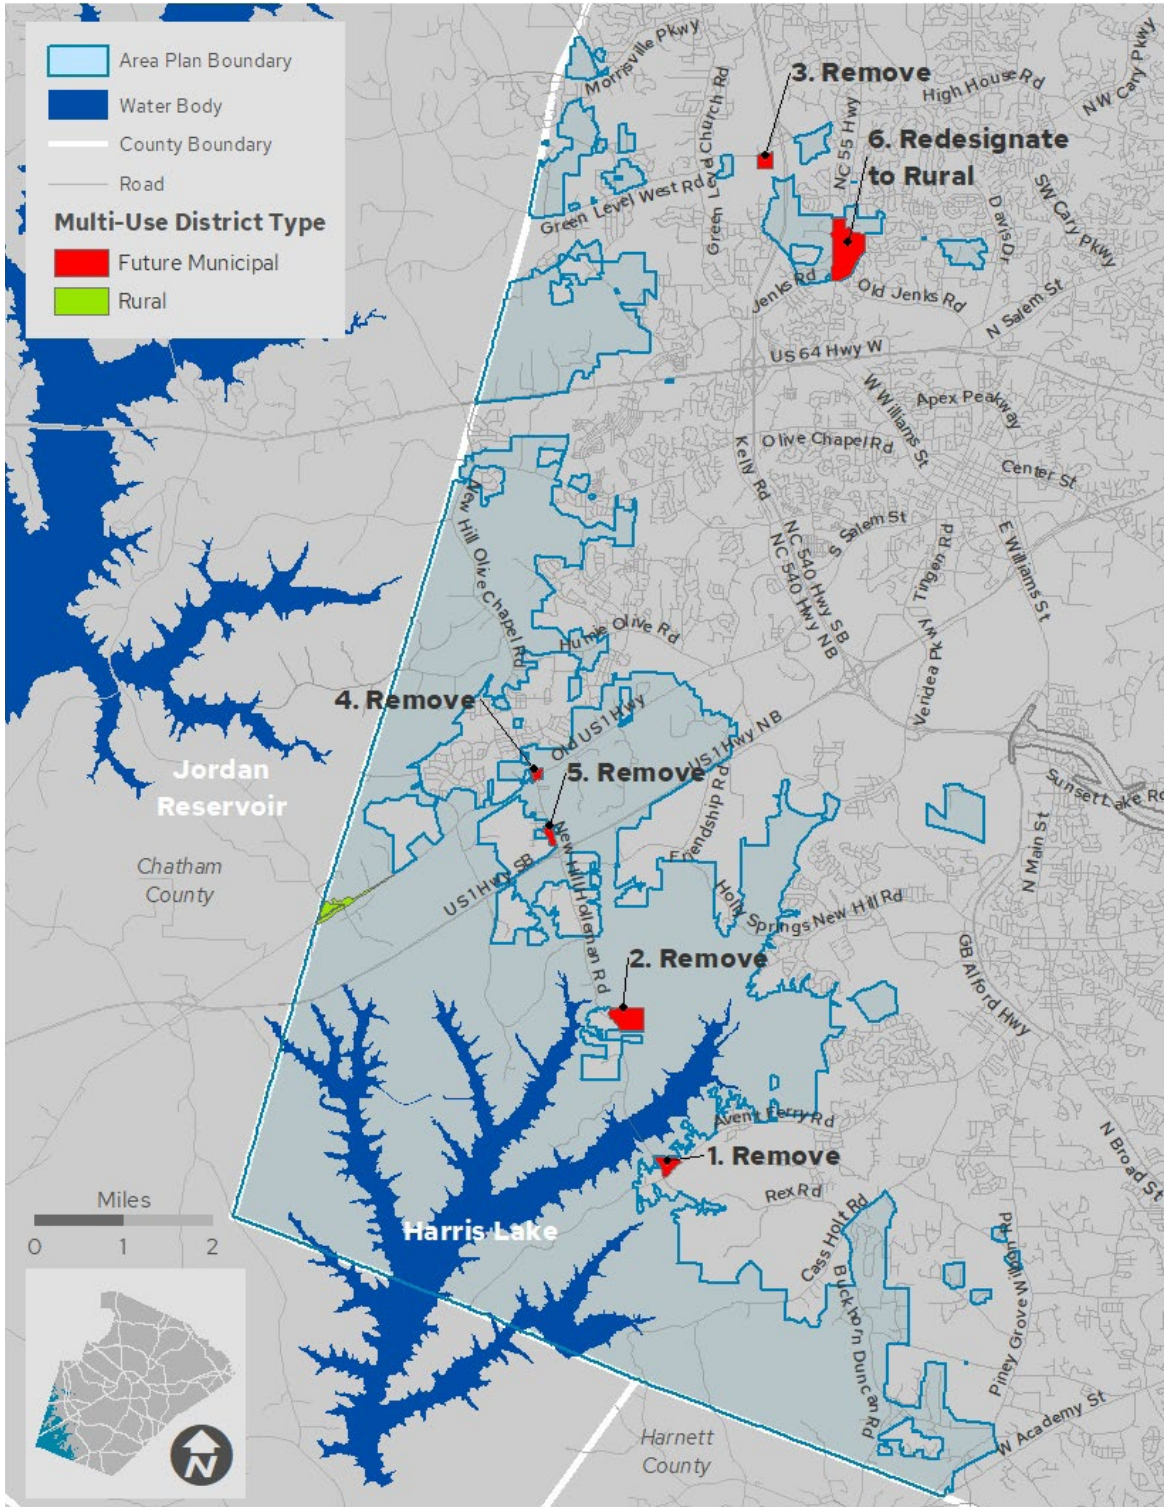 Area Plan Boundary
Water Body
County Boundary
Road
Multi-Use District Type
Future Municipal
Rural
Morrisville Pkwy
Green Level Church Rd
3. Remove
High House Rd
NW Cary Pkwy
NC 55 Hwy
6. Redesignate
to Rural
Green Level West Rd
Davis Dr
SW Cary Pkwy
Jenks Rd
Old Jenks Rd
N Salem St
US 64 Hwy W
W Williams St
Apex Peakway
Olive Chapel Rd
Kelly Rd
Center St
New Hill Olive Chapel Rd
S Salem St
NC 540 Hwy SB
NC 540 Hwy NB
Tingen Rd
E Williams St
Humie Olive Rd
Veridea Pkwy
4. Remove
Old US 1 Hwy
US 1 Hwy NB
5. Remove
Jordan
Reservoir
Friendship Rd
Sunset Lake Rd
N Main St
Chatham
County
US 1 Hwy SB
New Hill Holleman Rd
Holly Springs New Hill Rd
2. Remove
GB Alford Hwy
Avent Ferry Rd
1. Remove
N Broad St
Rex Rd
Miles
0 1 2
Harris Lake
Cass Holt Rd
Buckhorn Duncan Rd
Piney Grove Wilbon Rd
W Academy St
Harnett
County
N